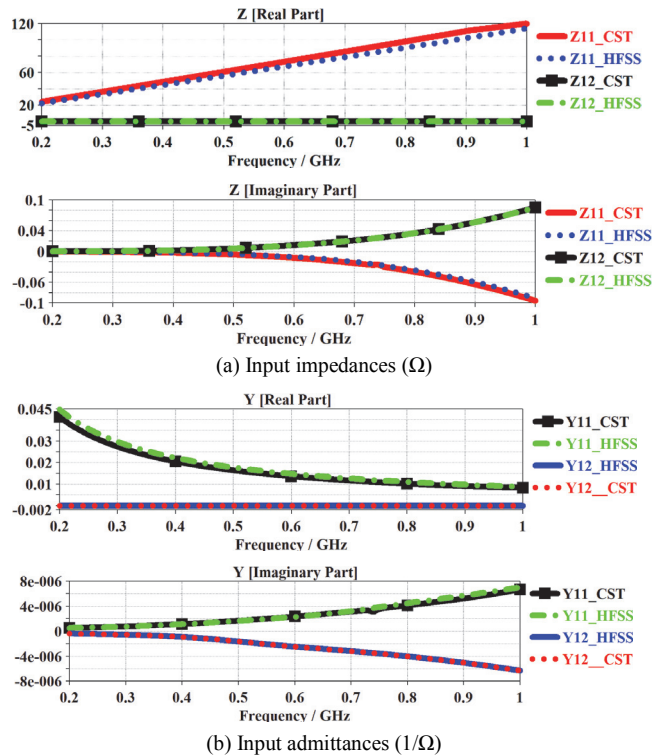 Z [Real Part]
120
60
20
-5
0.2 0.3 0.4 0.5 0.6 0.7 0.8 0.9 1
Frequency / GHz
Z11_CST
Z11_HFSS
Z12_CST
Z12_HFSS
Z [Imaginary Part]
0.1
0.04
0
-0.06
-0.1
0.2 0.3 0.4 0.5 0.6 0.7 0.8 0.9 1
Frequency / GHz
Z11_CST
Z11_HFSS
Z12_CST
Z12_HFSS
(a) Input impedances (Ω)
Y [Real Part]
0.045
0.03
0.02
0.01
-0.002
0.2 0.3 0.4 0.5 0.6 0.7 0.8 0.9 1
Frequency / GHz
Y11_CST
Y11_HFSS
Y12_HFSS
Y12__CST
Y [Imaginary Part]
8e-006
4e-006
0
-4e-006
-8e-006
0.2 0.3 0.4 0.5 0.6 0.7 0.8 0.9 1
Frequency / GHz
Y11_CST
Y11_HFSS
Y12_HFSS
Y12__CST
(b) Input admittances (1/Ω)